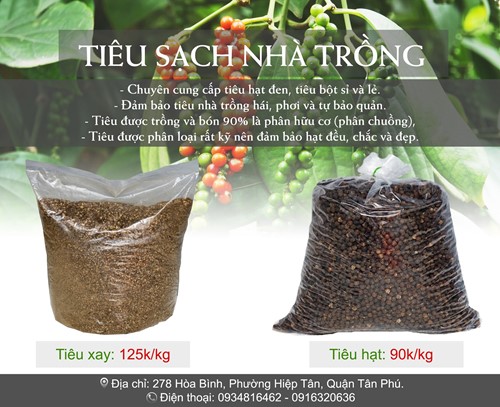 TIÊU SẠCH NHÀ TRỒNG
- Chuyên cung cấp tiêu hạt đen, tiêu bột sỉ và lẻ.
- Đảm bảo tiêu nhà trồng hái, phơi và tự bảo quản.
- Tiêu được trồng và bón 90% là phân hữu cơ (phân chuồng),
- Tiêu được phân loại rất kỹ nên đảm bảo hạt đều, chắc và đẹp.
Tiêu xay: 125k/kg
Tiêu hạt: 90k/kg
Địa chỉ: 278 Hòa Bình, Phường Hiệp Tân, Quận Tân Phú.
Điện thoại: 0934816462 - 0916320636